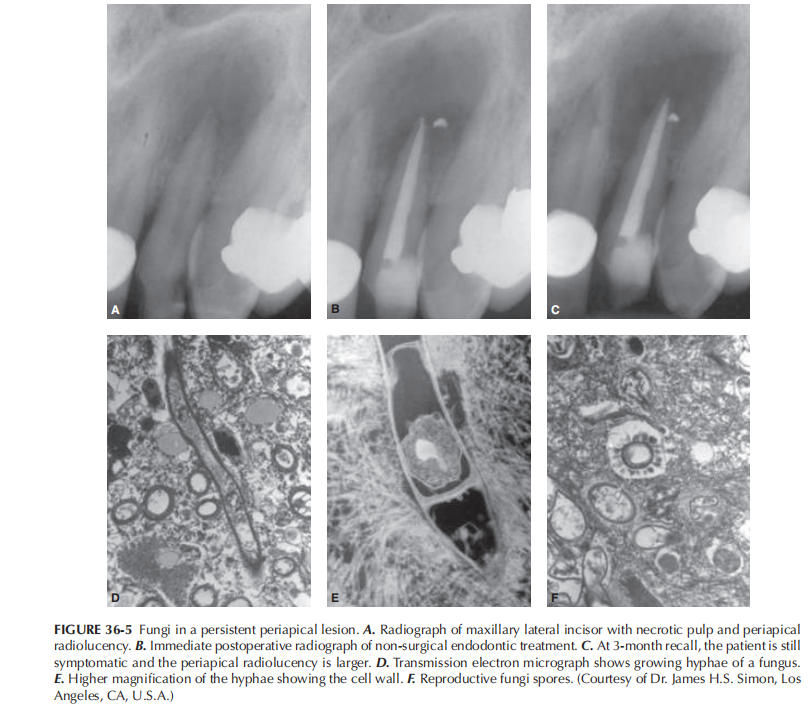 A
B
C
D
E
F
FIGURE 36-5 Fungi in a persistent periapical lesion. A. Radiograph of maxillary lateral incisor with necrotic pulp and periapical
radiolucency. B. Immediate postoperative radiograph of non-surgical endodontic treatment. C. At 3-month recall, the patient is still
symptomatic and the periapical radiolucency is larger. D. Transmission electron micrograph shows growing hyphae of a fungus.
E. Higher magnification of the hyphae showing the cell wall. F. Reproductive fungi spores. (Courtesy of Dr. James H.S. Simon, Los
Angeles, CA, U.S.A.)